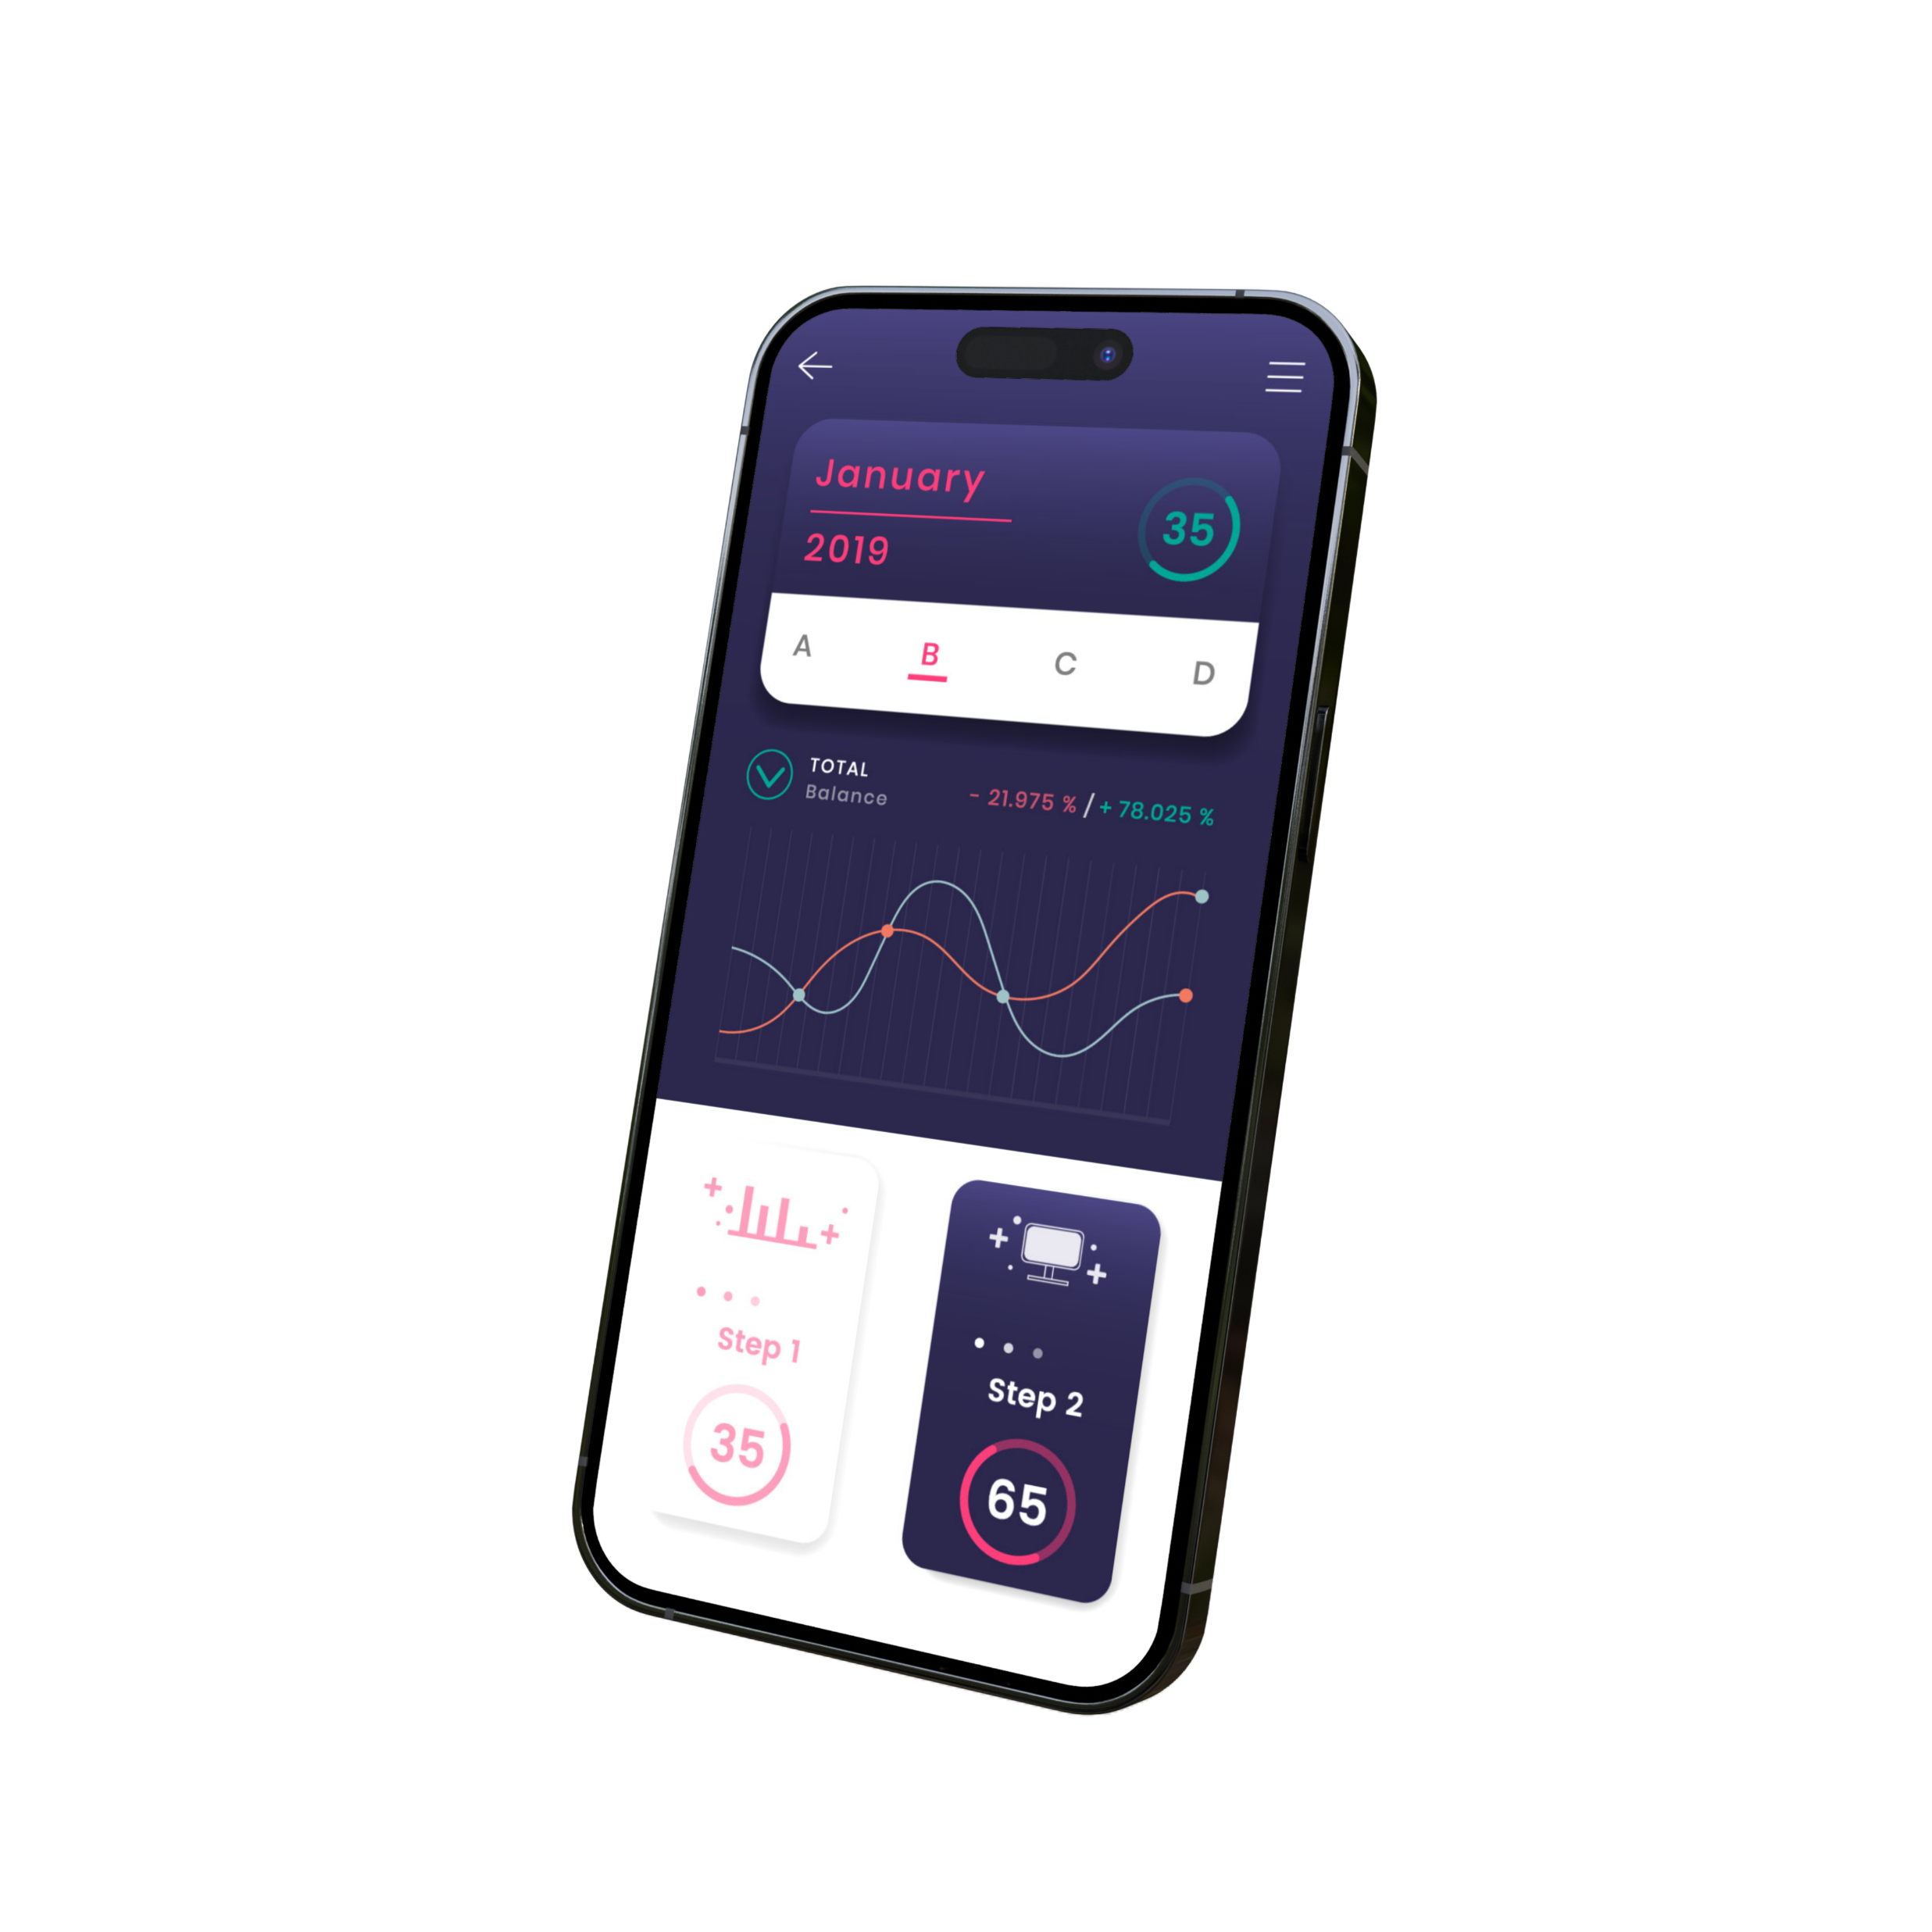 January
2019
35
A B C D
TOTAL
Balance
- 21.975 % / + 78.025 %
Step 1
35
Step 2
65